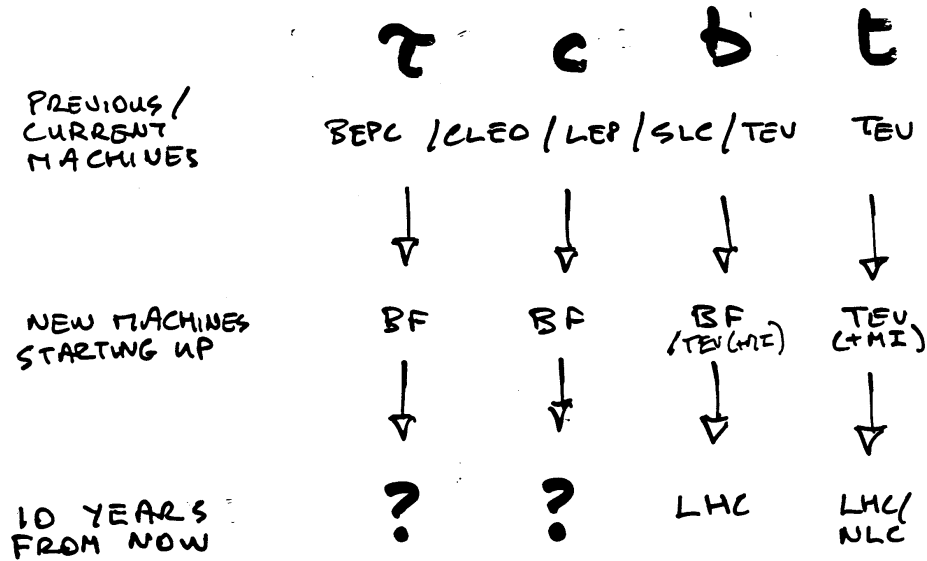 τ c b t
PREVIOUS/
CURRENT
MACHINES
BEPC /CLEO / LEP / SLC / TEV TEV
NEW MACHINES
STARTING UP
BF BF BF TEV
/TEV(+MI) (+MI)
10 YEARS
FROM NOW
? ? LHC LHC/
NLC